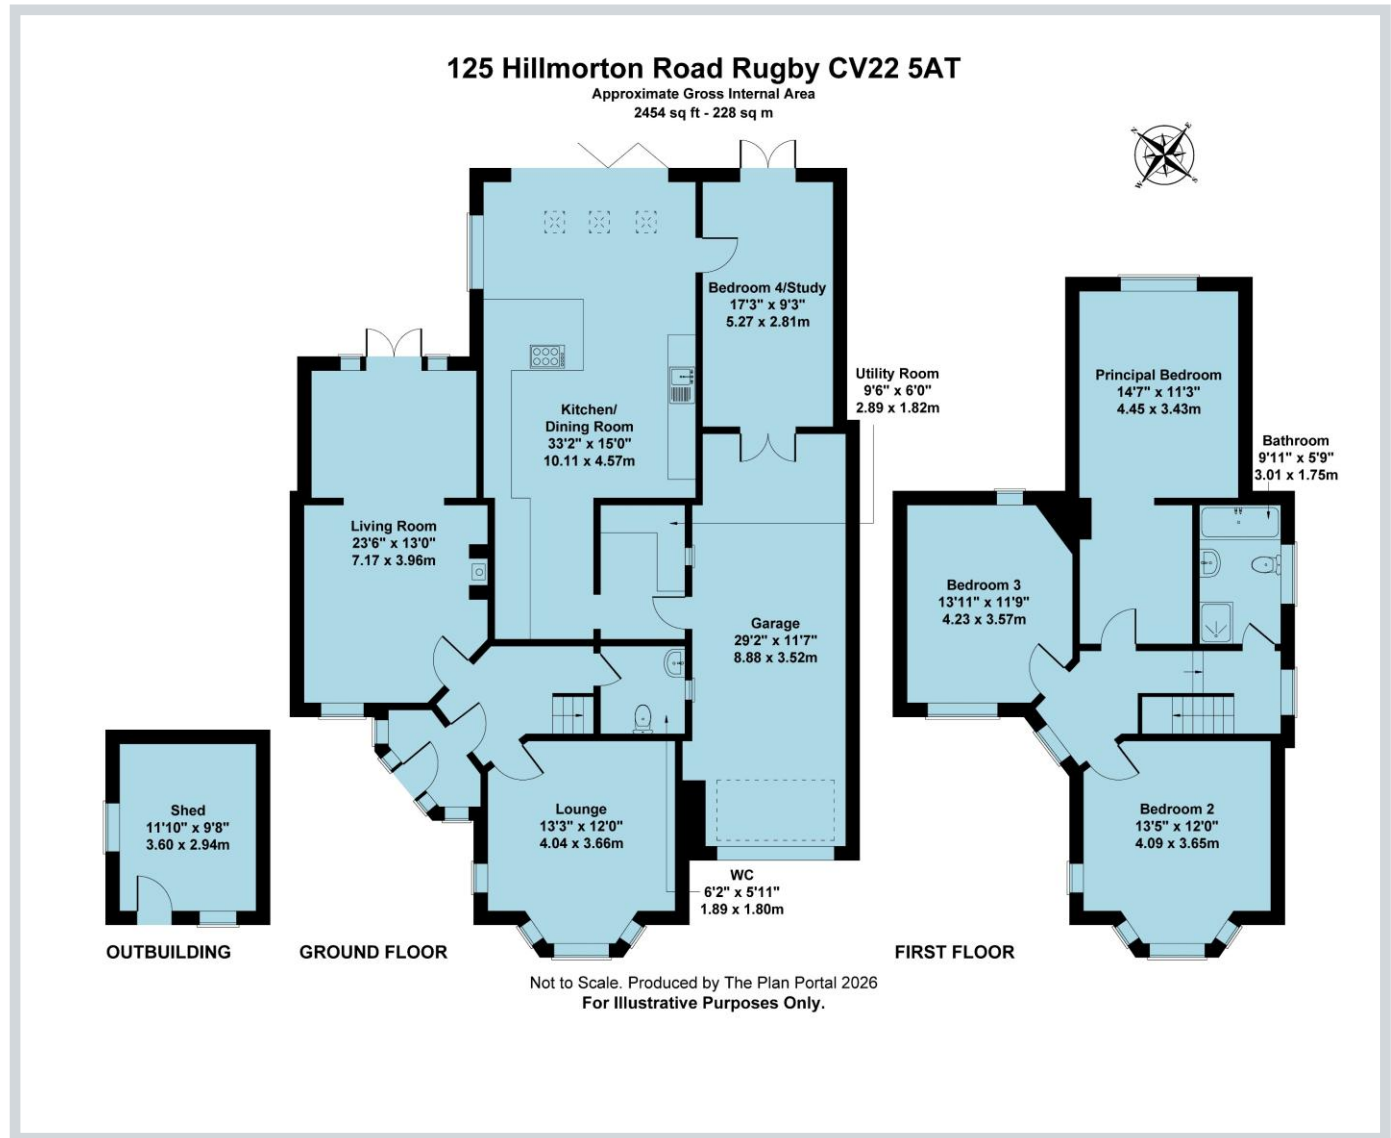 125 Hillmorton Road Rugby CV22 5AT
Approximate Gross Internal Area
2454 sq ft - 228 sq m
N
E
W
S
Bedroom 4/Study
17'3" x 9'3"
5.27 x 2.81m
Utility Room
9'6" x 6'0"
2.89 x 1.82m
Kitchen/
Dining Room
33'2" x 15'0"
10.11 x 4.57m
Living Room
23'6" x 13'0"
7.17 x 3.96m
Garage
29'2" x 11'7"
8.88 x 3.52m
Lounge
13'3" x 12'0"
4.04 x 3.66m
WC
6'2" x 5'11"
1.89 x 1.80m
Shed
11'10" x 9'8"
3.60 x 2.94m
Principal Bedroom
14'7" x 11'3"
4.45 x 3.43m
Bathroom
9'11" x 5'9"
3.01 x 1.75m
Bedroom 3
13'11" x 11'9"
4.23 x 3.57m
Bedroom 2
13'5" x 12'0"
4.09 x 3.65m
OUTBUILDING
GROUND FLOOR
FIRST FLOOR
Not to Scale. Produced by The Plan Portal 2026
For Illustrative Purposes Only.